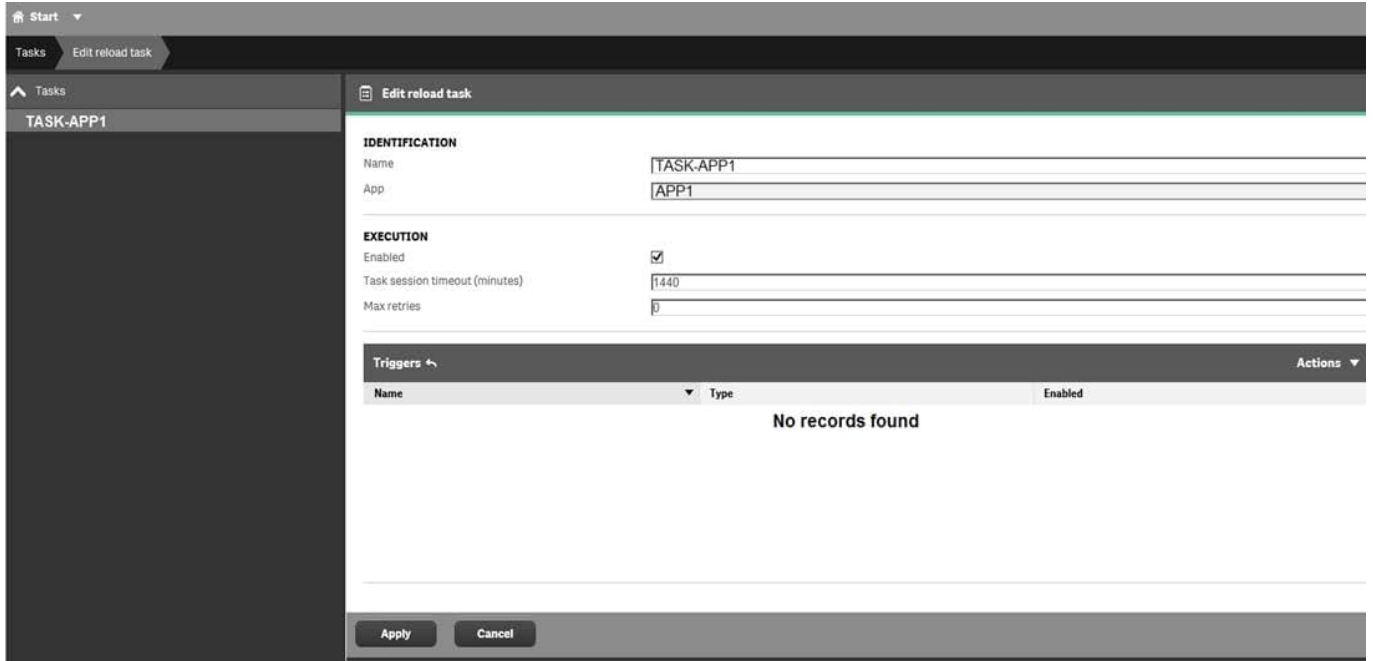 Start
Tasks Edit reload task
Tasks
TASK-APP1
Edit reload task
IDENTIFICATION
Name TASK-APP1
App APP1
EXECUTION
Enabled
Task session timeout (minutes) 1440
Max retries 0
Triggers Actions
Name Type Enabled
No records found
Apply Cancel